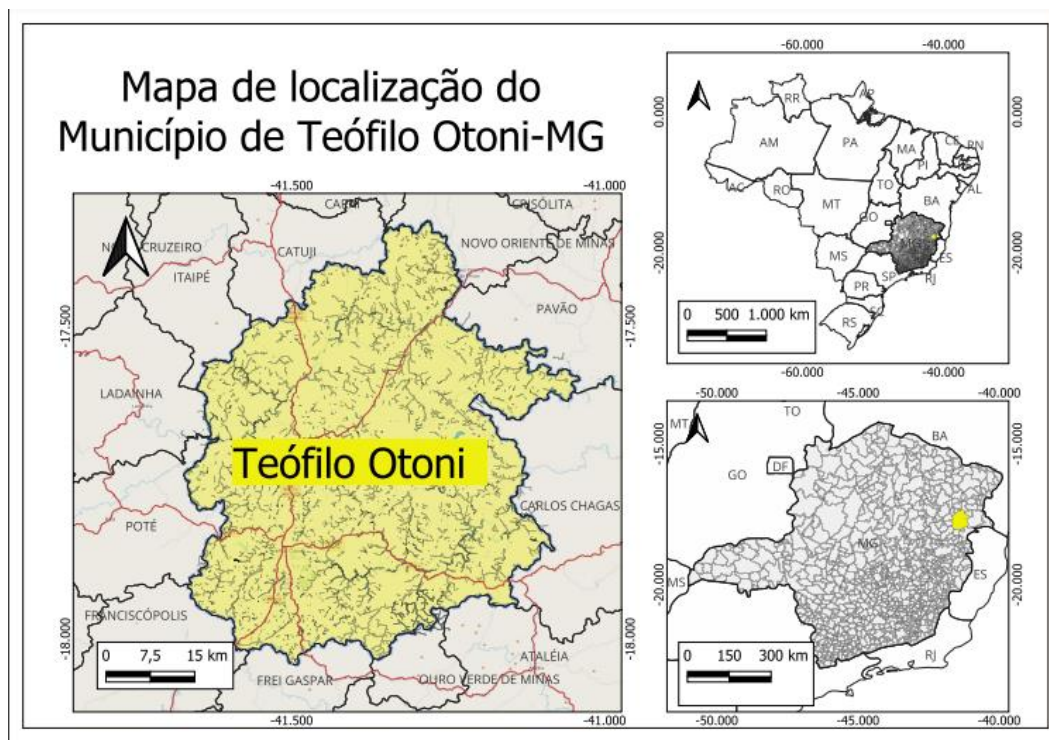 Mapa de localização do
Município de Teófilo Otoni-MG
-41.500
-41.000
CRISÓLITA
CATUJI
NOVO ORIENTE DE MINAS
CRUZEIRO
ITAIPÉ
PAVÃO
-17.500
-17.500
LADAINHA
Teófilo Otoni
CARLOS CHAGAS
POTÉ
FRANCISCÓPOLIS
-18.000
-18.000
0 7,5 15 km
ATALÉIA
FREI GASPAR
OURO VERDE DE MINAS
-41.500
-41.000
-60.000
-40.000
0.000
0.000
RR
AP
AM
PA
MA
CE
RN
PI
AC
RO
TO
AL
MT
BA
GO
MG
-20.000
-20.000
MS
ES
SP
RJ
PR
SC
RS
0 500 1.000 km
-60.000
-40.000
-50.000
-45.000
-40.000
TO
MT
BA
-15.000
-15.000
GO
DF
MG
MS
ES
-20.000
-20.000
RJ
0 150 300 km
-50.000
-45.000
-40.000